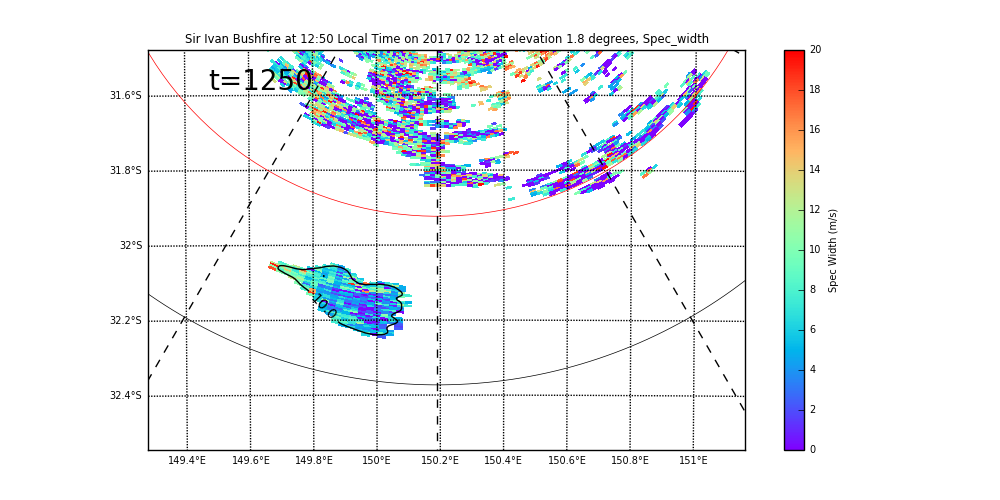 Sir Ivan Bushfire at 12:50 Local Time on 2017 02 12 at elevation 1.8 degrees, Spec_width
t=1250
31.6°S
31.8°S
32°S
32.2°S
32.4°S
10.0
149.4°E 149.6°E 149.8°E 150°E 150.2°E 150.4°E 150.6°E 150.8°E 151°E
20
18
16
14
12
10
8
6
4
2
0
Spec Width (m/s)